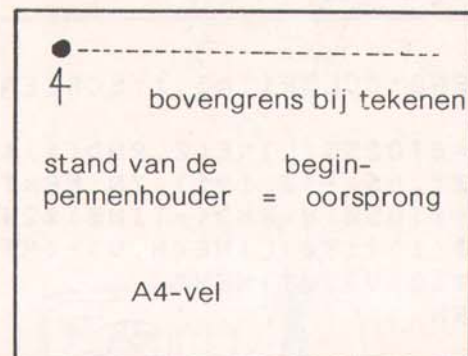 bovengrens bij tekenen
stand van de begin-
pennenhouder = oorsprong
A4-vel